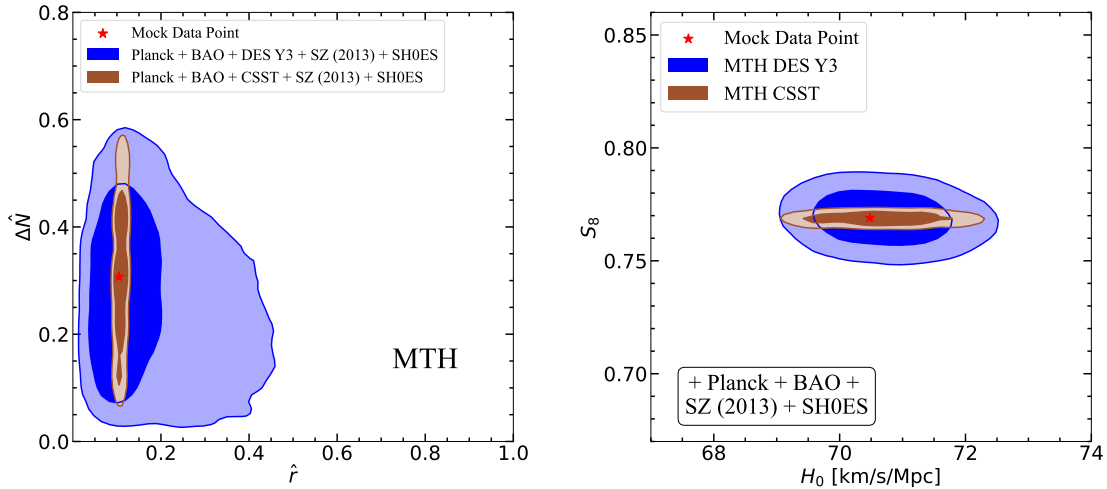 Mock Data Point
Planck + BAO + DES Y3 + SZ (2013) + SH0ES
Planck + BAO + CSST + SZ (2013) + SH0ES
0.8
0.6
0.4
0.2
0.0
ΔN̂
MTH
0.2
0.4
0.6
0.8
1.0
r̂
Mock Data Point
MTH DES Y3
MTH CSST
0.85
0.80
0.75
0.70
S₈
+ Planck + BAO +
SZ (2013) + SH0ES
68
70
72
74
H₀ [km/s/Mpc]